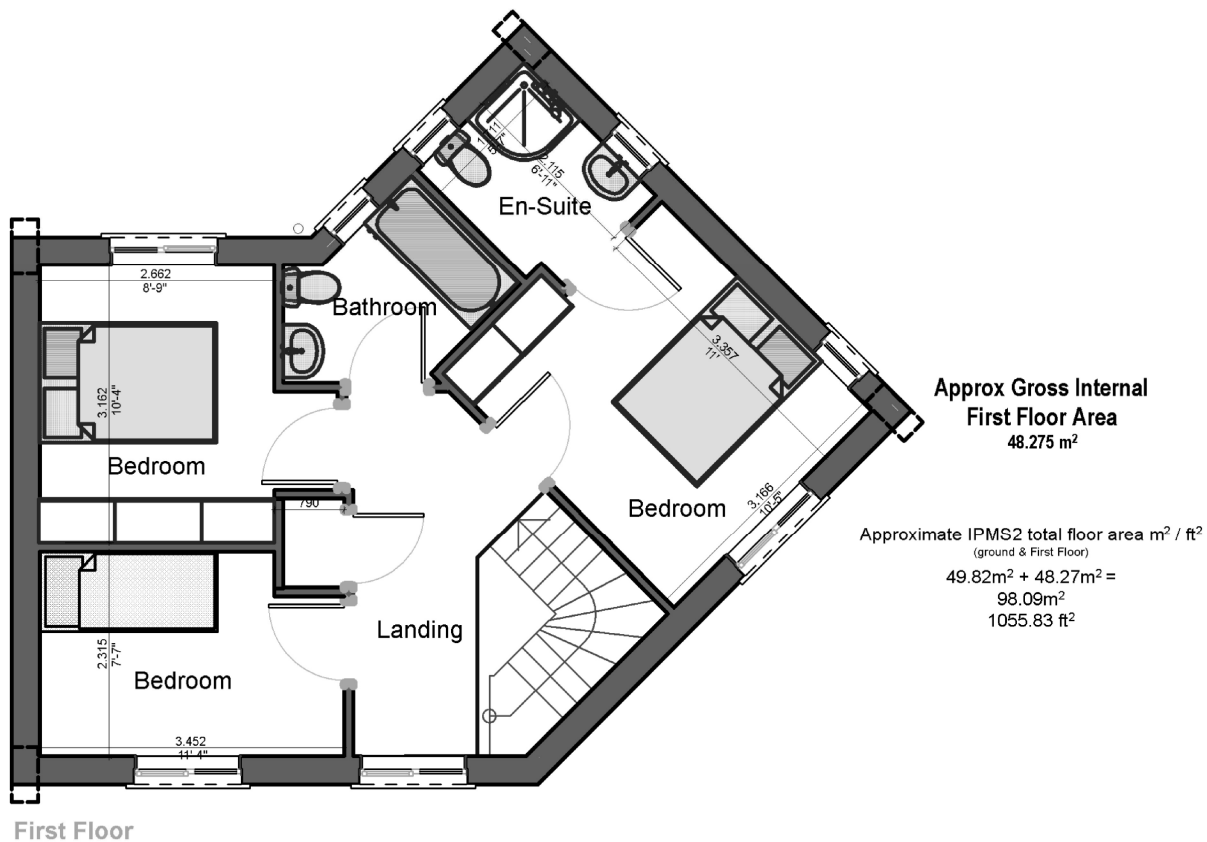 2.115
6'-11"
En-Suite
2.662
8'-9"
Bathroom
3.357
11'
3.162
10'-4"
Approx Gross Internal
First Floor Area
48.275 m²
Bedroom
3.166
10'-5"
790
Bedroom
Approximate IPMS2 total floor area m² / ft²
(ground & First Floor)
49.82m² + 48.27m² =
98.09m²
1055.83 ft²
Landing
2.315
7'-7"
Bedroom
3.452
11'-4"
First Floor